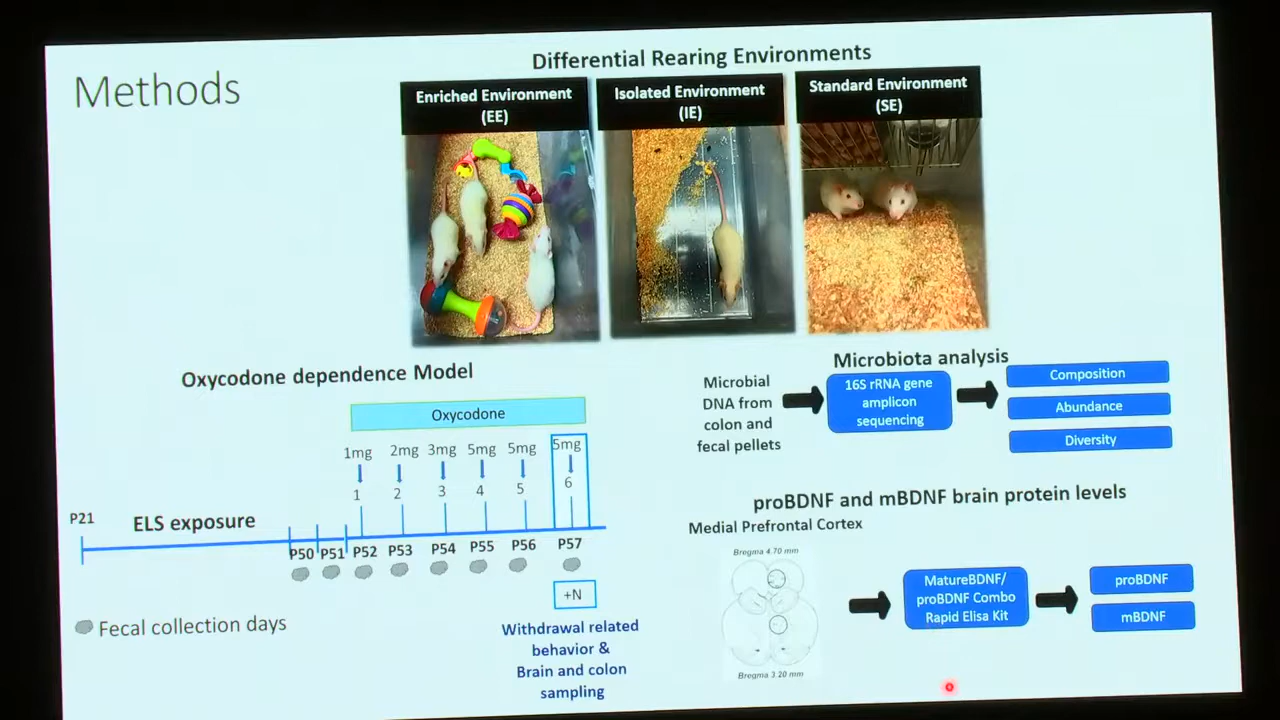 Methods
Differential Rearing Environments
Enriched Environment
(EE)
Isolated Environment
(IE)
Standard Environment
(SE)
Oxycodone dependence Model
Oxycodone
1mg 2mg 3mg 5mg 5mg 5mg
1 2 3 4 5 6
P21
ELS exposure
P50 P51 P52 P53 P54 P55 P56 P57
+N
Fecal collection days
Withdrawal related
behavior &
Brain and colon
sampling
Microbiota analysis
Microbial
DNA from
colon and
fecal pellets
16S rRNA gene
amplicon
sequencing
Composition
Abundance
Diversity
proBDNF and mBDNF brain protein levels
Medial Prefrontal Cortex
Bregma 4.70 mm
Bregma 3.20 mm
MatureBDNF/
proBDNF Combo
Rapid Elisa Kit
proBDNF
mBDNF